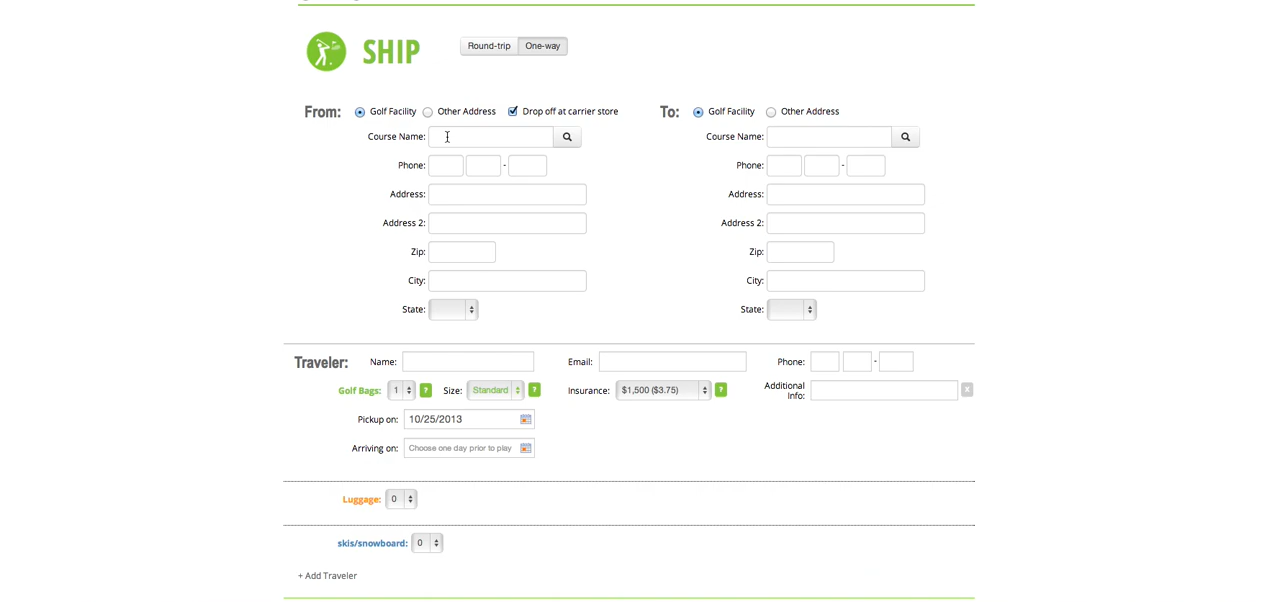 SHIP
Round-trip One-way
From: Golf Facility Other Address Drop off at carrier store
Course Name:
Phone: -
Address:
Address 2:
Zip:
City:
State:
To: Golf Facility Other Address
Course Name:
Phone: -
Address:
Address 2:
Zip:
City:
State:
Traveler: Name: Email: Phone: -
Golf Bags: 1 ? Size: Standard ? Insurance: $1,500 ($3.75) ? Additional Info: x
Pickup on: 10/25/2013
Arriving on: Choose one day prior to play
Luggage: 0
skis/snowboard: 0
+ Add Traveler